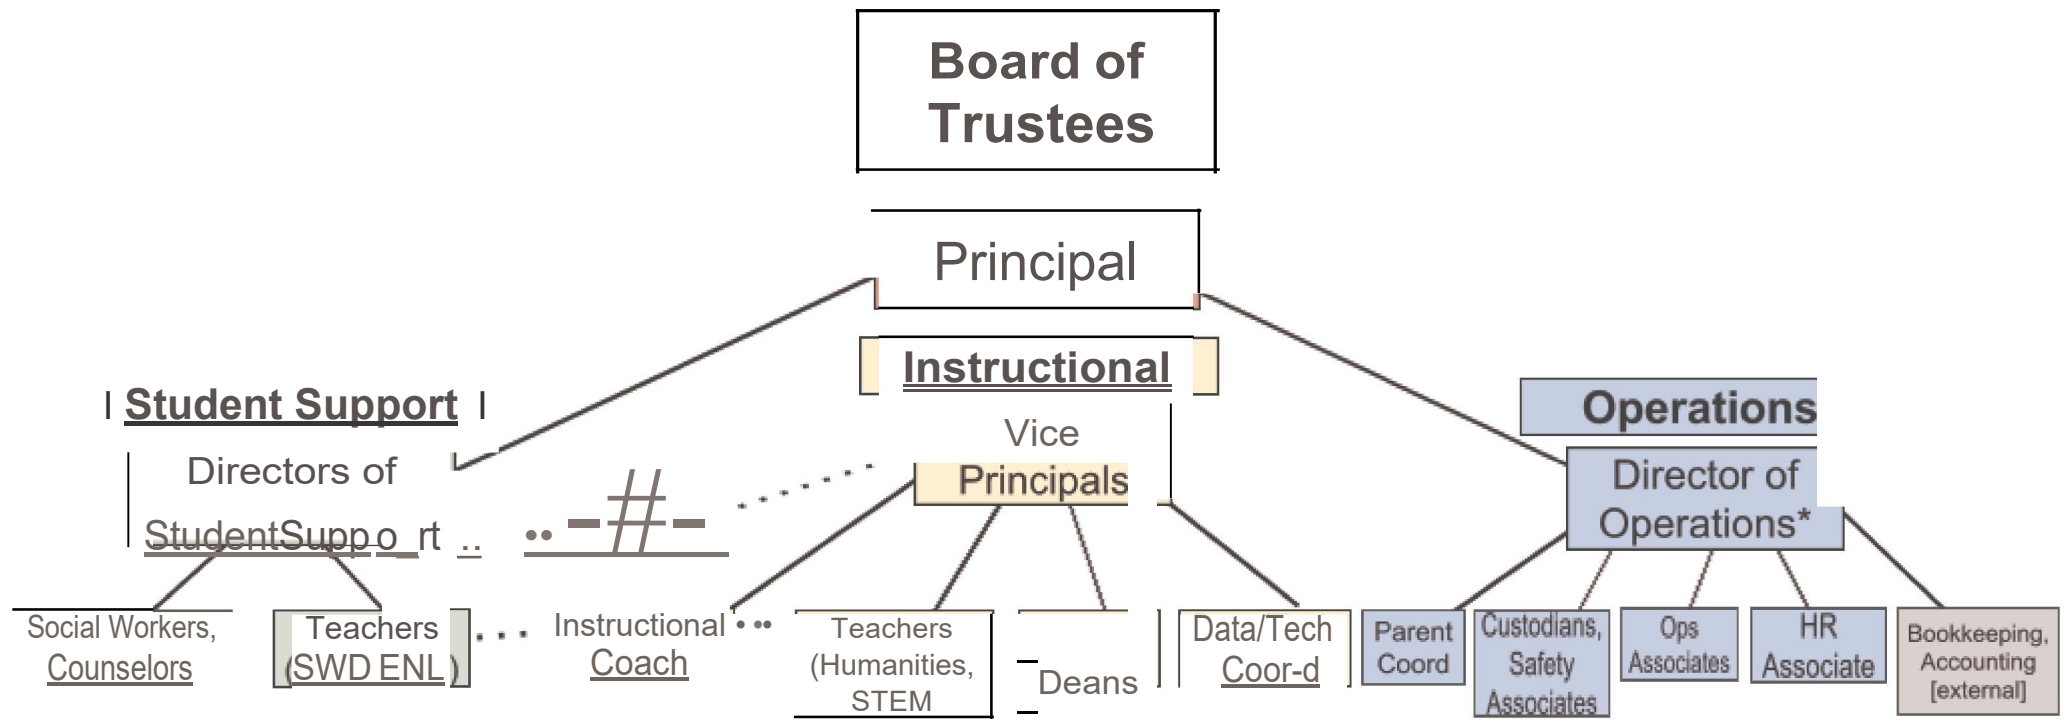 Board of
Trustees
Principal
Instructional
Student Support
Operations
Vice
Principals
Directors of
StudentSuppo_rt ..
..-#-
Director of
Operations*
Social Workers,
Counselors
Teachers
(SWD ENL)
Instructional
Coach
Teachers
(Humanities,
STEM
Deans
Data/Tech
Coor-d
Parent
Coord
Custodians,
Safety
Associates
Ops
Associates
HR
Associate
Bookkeeping,
Accounting
[external]